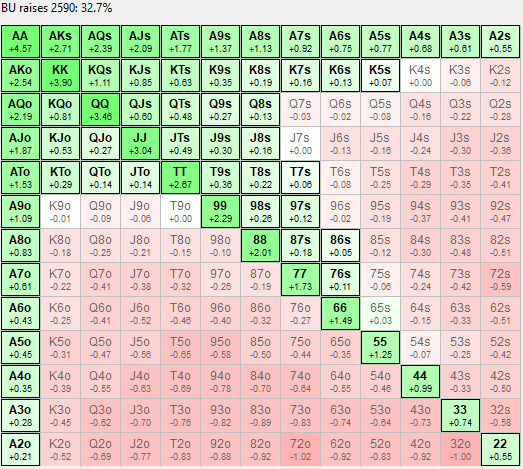 BU raises 2590: 32.7%
AA AKs AQs AJs ATs A9s A8s A7s A6s A5s A4s A3s A2s
+4.57 +2.71 +2.39 +2.09 +1.77 +1.37 +1.13 +0.92 +0.75 +0.77 +0.68 +0.61 +0.55
AKo KK KQs KJs KTs K9s K8s K7s K6s K5s K4s K3s K2s
+2.54 +3.90 +1.11 +0.85 +0.63 +0.35 +0.19 +0.16 +0.13 +0.07 +0.00 -0.06 -0.12
AQo KQo QQ QJs QTs Q9s Q8s Q7s Q6s Q5s Q4s Q3s Q2s
+2.19 +0.81 +3.46 +0.60 +0.48 +0.27 +0.13 -0.03 -0.02 -0.08 -0.16 -0.22 -0.28
AJo KJo QJo JJ JTs J9s J8s J7s J6s J5s J4s J3s J2s
+1.87 +0.53 +0.27 +3.04 +0.49 +0.30 +0.16 +0.00 -0.13 -0.16 -0.24 -0.30 -0.36
ATo KTo QTo JTo TT T9s T8s T7s T6s T5s T4s T3s T2s
+1.53 +0.29 +0.14 +0.14 +2.67 +0.36 +0.22 +0.06 -0.08 -0.25 -0.29 -0.35 -0.41
A9o K9o Q9o J9o T9o 99 98s 97s 96s 95s 94s 93s 92s
+1.09 -0.01 -0.09 -0.06 +0.00 +2.29 +0.26 +0.12 -0.02 -0.19 -0.37 -0.41 -0.47
A8o K8o Q8o J8o T8o 98o 88 87s 86s 85s 84s 83s 82s
+0.83 -0.18 -0.25 -0.21 -0.15 -0.10 +2.01 +0.18 +0.05 -0.12 -0.30 -0.48 -0.51
A7o K7o Q7o J7o T7o 97o 87o 77 76s 75s 74s 73s 72s
+0.61 -0.22 -0.41 -0.38 -0.32 -0.26 -0.19 +1.73 +0.11 -0.06 -0.24 -0.42 -0.59
A6o K6o Q6o J6o T6o 96o 86o 76o 66 65s 64s 63s 62s
+0.43 -0.25 -0.41 -0.52 -0.46 -0.40 -0.32 -0.27 +1.49 +0.03 -0.15 -0.33 -0.51
A5o K5o Q5o J5o T5o 95o 85o 75o 65o 55 54s 53s 52s
+0.45 -0.31 -0.47 -0.56 -0.65 -0.58 -0.50 -0.44 -0.35 +1.25 -0.07 -0.25 -0.42
A4o K4o Q4o J4o T4o 94o 84o 74o 64o 54o 44 43s 42s
+0.35 -0.39 -0.55 -0.63 -0.69 -0.78 -0.70 -0.64 -0.55 -0.46 +0.99 -0.33 -0.50
A3o K3o Q3o J3o T3o 93o 83o 73o 63o 53o 43o 33 32s
+0.28 -0.45 -0.62 -0.70 -0.76 -0.82 -0.89 -0.83 -0.74 -0.64 -0.73 +0.74 -0.58
A2o K2o Q2o J2o T2o 92o 82o 72o 62o 52o 42o 32o 22
+0.21 -0.52 -0.69 -0.77 -0.83 -0.88 -0.92 -1.02 -0.92 -0.83 -0.92 -1.00 +0.55